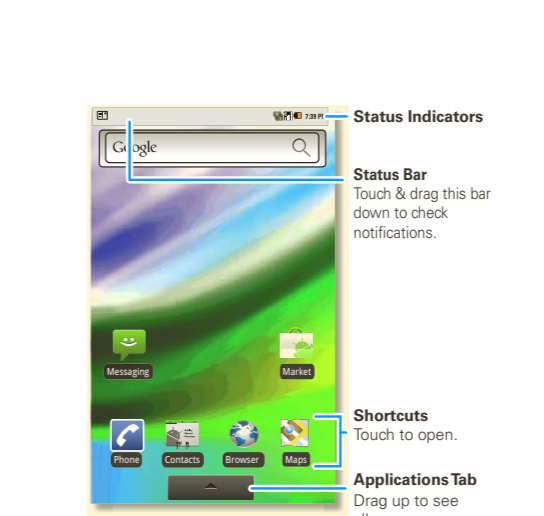 7:39 PM
Status Indicators
Google
Status Bar
Touch & drag this bar
down to check
notifications.
Messaging
Market
Shortcuts
Touch to open.
Phone
Contacts
Browser
Maps
Applications Tab
Drag up to see